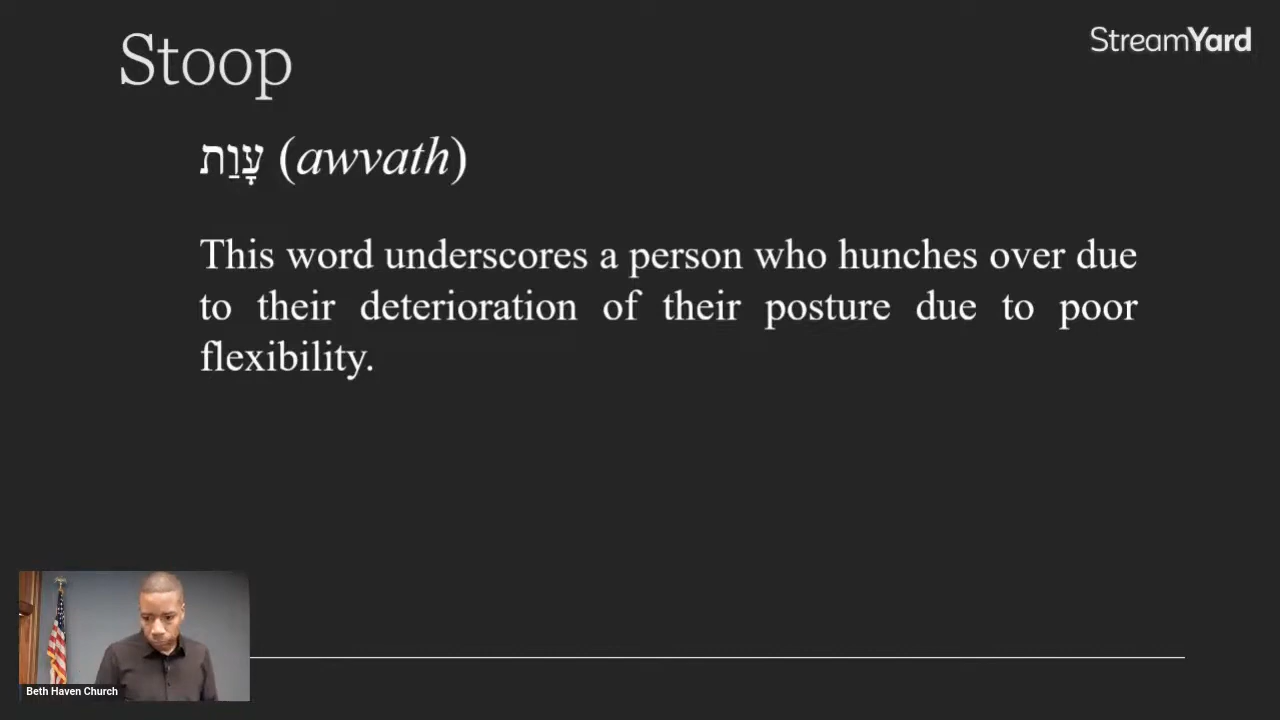 Stoop
StreamYard
עָוַת (awvath)
This word underscores a person who hunches over due
to their deterioration of their posture due to poor
flexibility.
Beth Haven Church